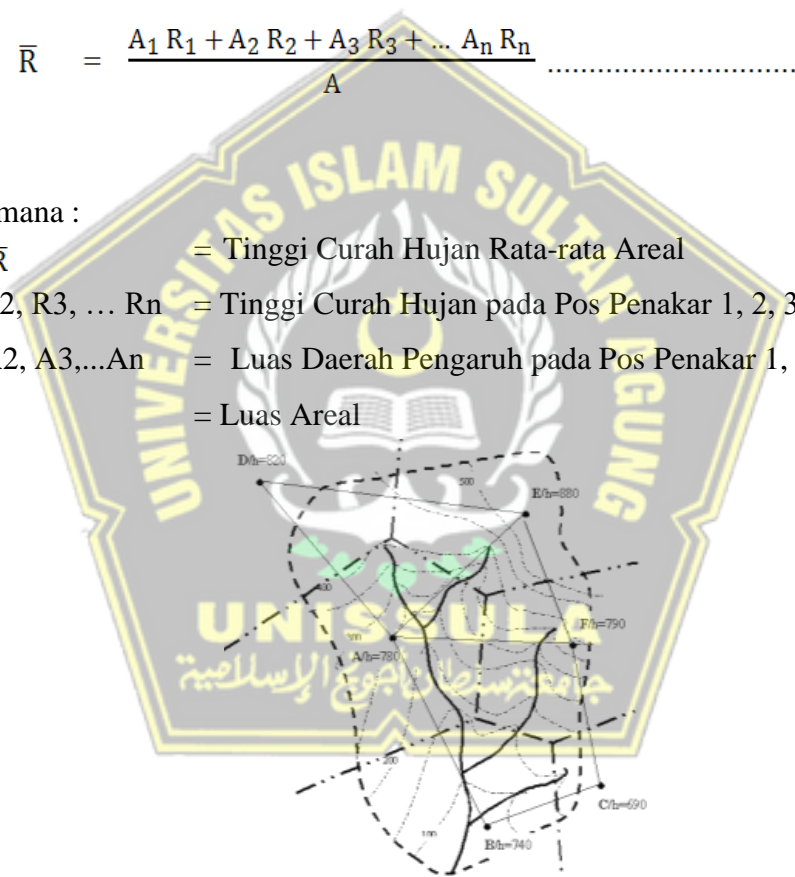 R̅ = A₁ R₁ + A₂ R₂ + A₃ R₃ + ... Aₙ Rₙ / A ..............................
mana :
R̅ = Tinggi Curah Hujan Rata-rata Areal
2, R3, … Rn = Tinggi Curah Hujan pada Pos Penakar 1, 2, 3
2, A3,...An = Luas Daerah Pengaruh pada Pos Penakar 1,
= Luas Areal
UNIVERSITAS ISLAM SULTAN AGUNG
D/h=820
500
E/h=880
400
UNISSULA
300
F/h=790
A/h=780
جامعة سلطان أجونج الإسلامية
200
C/h=690
100
B/h=740